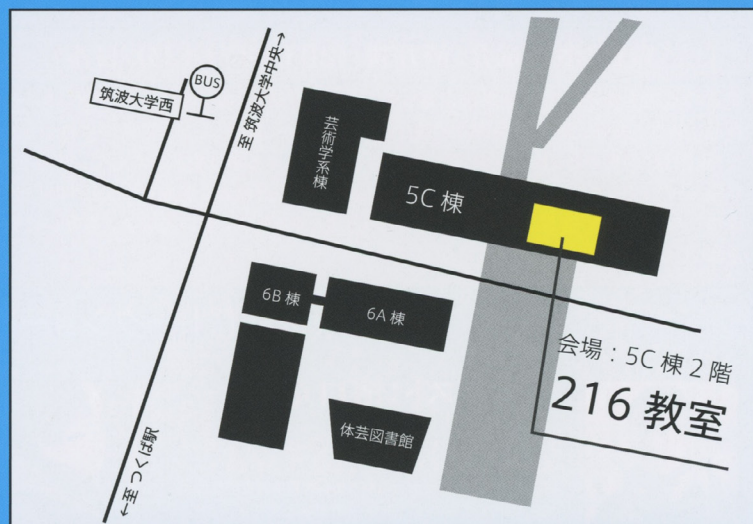 BUS
筑波大学西
至 筑波大学中央→
芸術学系棟
5C 棟
6B 棟
6A 棟
会場：5C 棟 2 階
216 教室
体芸図書館
←至 つくば駅